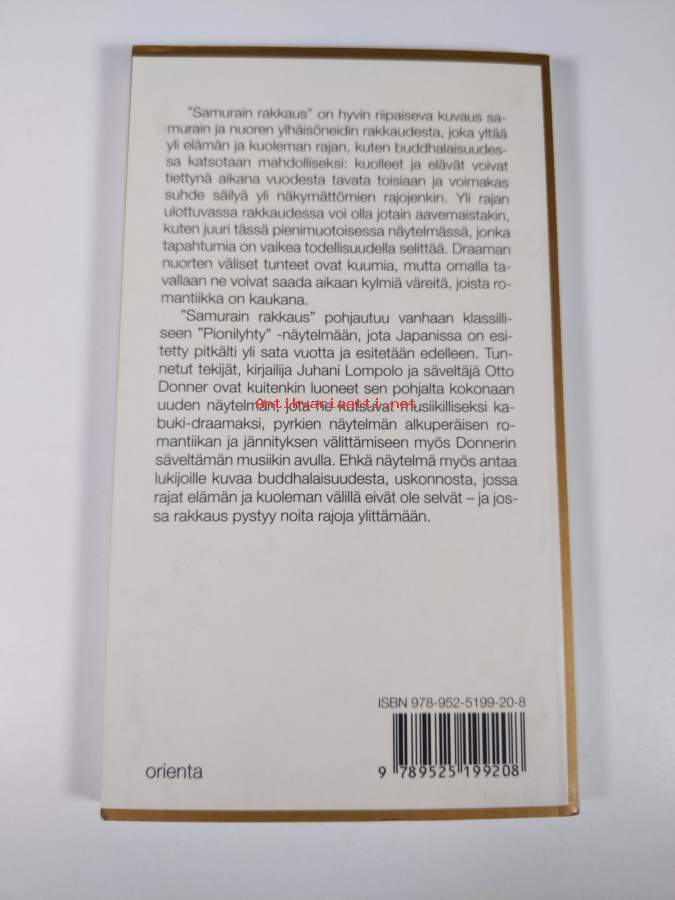 "Samurain rakkaus" on hyvin riipaiseva kuvaus sa-
murain ja nuoren ylhäisöneidin rakkaudesta, joka yltää
yli elämän ja kuoleman rajan, kuten buddhalaisuudes-
sa katsotaan mahdolliseksi: kuolleet ja elävät voivat
tiettynä aikana vuodesta tavata toisiaan ja voimakas
suhde säilyä yli näkymättömien rajojenkin. Yli rajan
ulottuvassa rakkaudessa voi olla jotain aavemaistakin,
kuten juuri tässä pienimuotoisessa näytelmässä, jonka
tapahtumia on vaikea todellisuudella selittää. Draaman
nuorten väliset tunteet ovat kuumia, mutta omalla ta-
vallaan ne voivat saada aikaan kylmiä väreitä, joista ro-
mantiikka on kaukana.
"Samurain rakkaus" pohjautuu vanhaan klassilli-
seen "Pionilyhty" -näytelmään, jota Japanissa on esi-
tetty pitkälti yli sata vuotta ja esitetään edelleen. Tun-
netut tekijät, kirjailija Juhani Lompolo ja säveltäjä Otto
Donner ovat kuitenkin luoneet sen pohjalta kokonaan
uuden näytelmän, jota ne kutsuvat musiikilliseksi ka-
Antikvariaatti.net
buki-draamaksi, pyrkien näytelmän alkuperäisen ro-
mantiikan ja jännityksen välittämiseen myös Donnerin
säveltämän musiikin avulla. Ehkä näytelmä myös antaa
lukijoille kuvaa buddhalaisuudesta, uskonnosta, jossa
rajat elämän ja kuoleman välillä eivät ole selvät – ja jos-
sa rakkaus pystyy noita rajoja ylittämään.
ISBN 978-952-5199-20-8
9 789525 199208
orienta